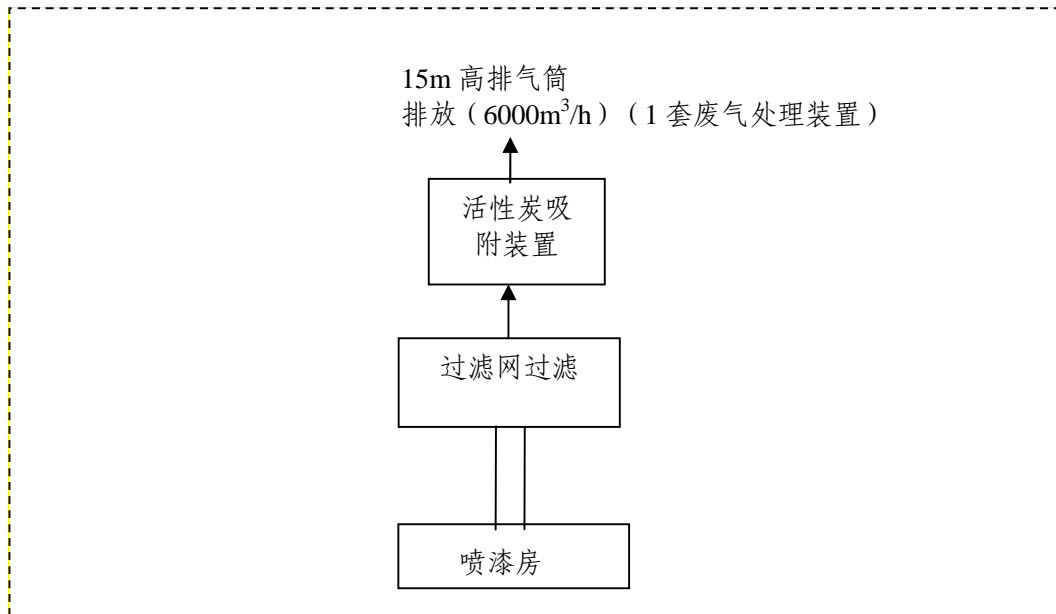 15m 高排气筒
排放（6000m³/h）（1 套废气处理装置）
活性炭吸
附装置
过滤网过滤
喷漆房